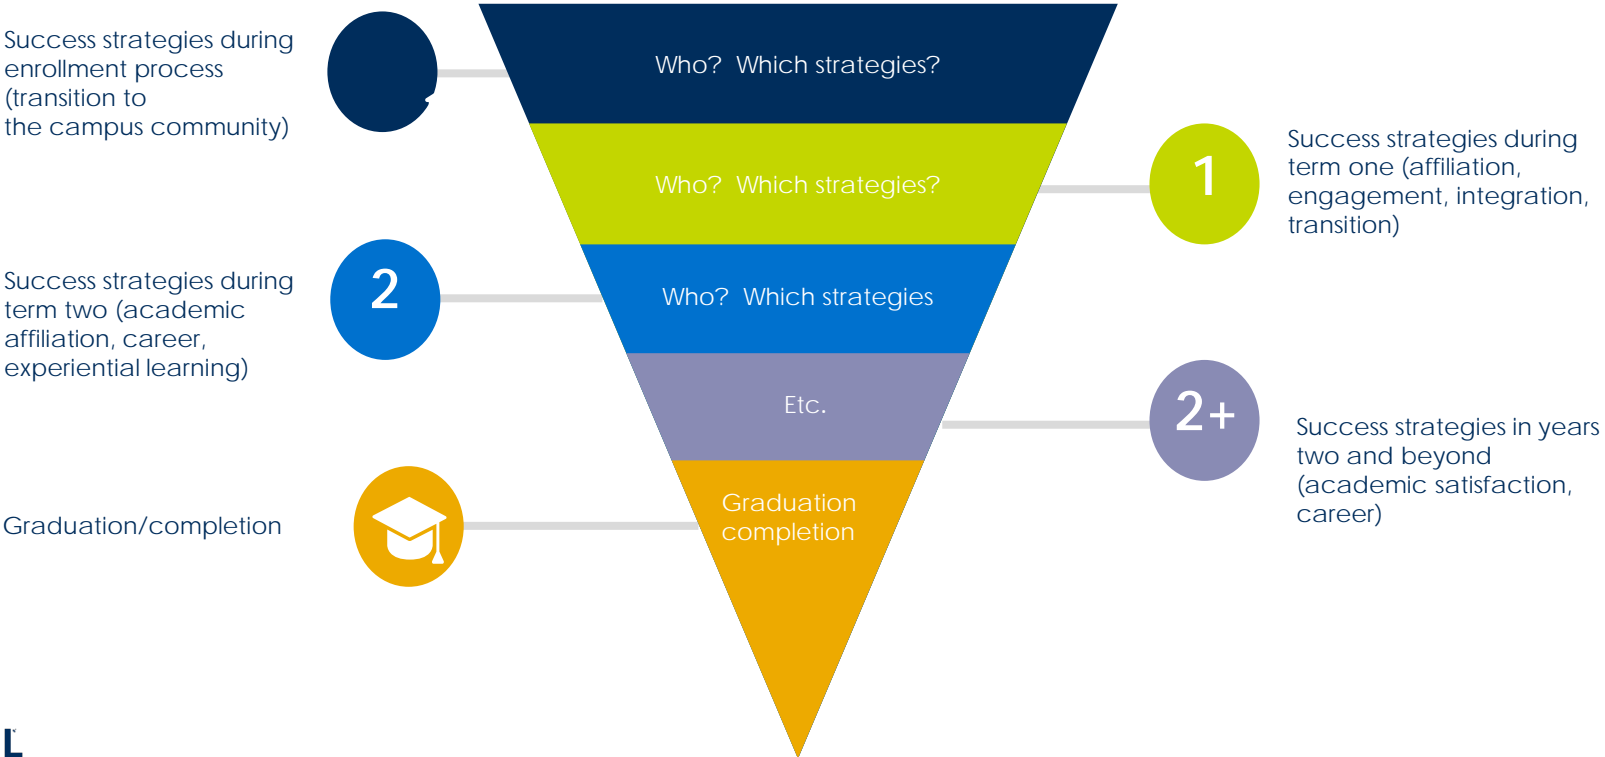 Success strategies during
enrollment process
(transition to
the campus community)
Who? Which strategies?
Who? Which strategies?
1
Success strategies during
term one (affiliation,
engagement, integration,
transition)
Success strategies during
term two (academic
affiliation, career,
experiential learning)
2
Who? Which strategies
Etc.
2+
Success strategies in years
two and beyond
(academic satisfaction,
career)
Graduation/completion
Graduation
completion
L